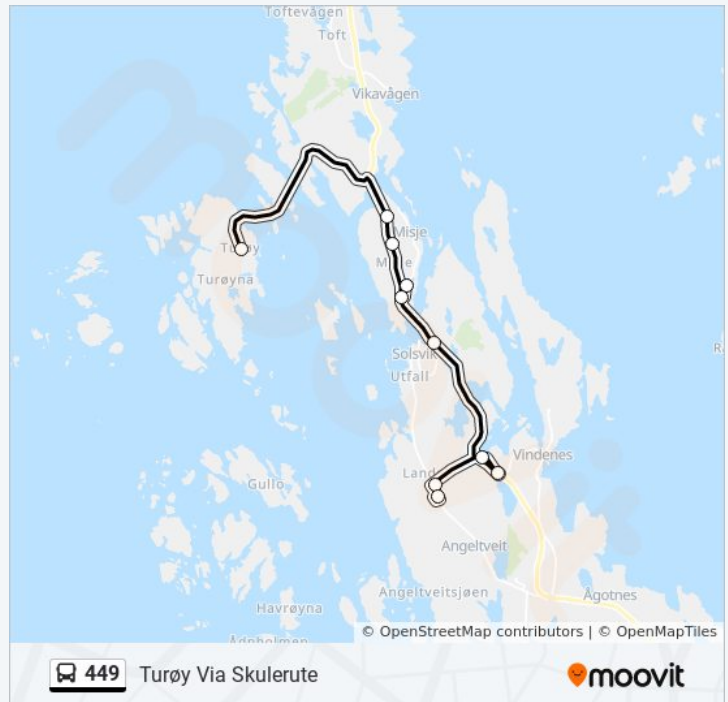 Toftevågen
Toft
Vikavågen
Misje
Turøyna
Solsvik
Utfall
Vindenes
Gullo
Angeltveit
Angeltveitsjøen
Ågotnes
Havrøyna
© OpenStreetMap contributors | © OpenMapTiles
449 Turøy Via Skulerute
moovit